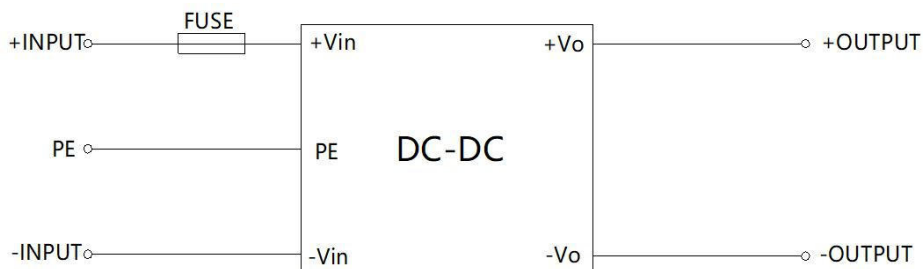 FUSE
+INPUT +Vin +Vo +OUTPUT
PE PE DC-DC
-INPUT -Vin -Vo -OUTPUT